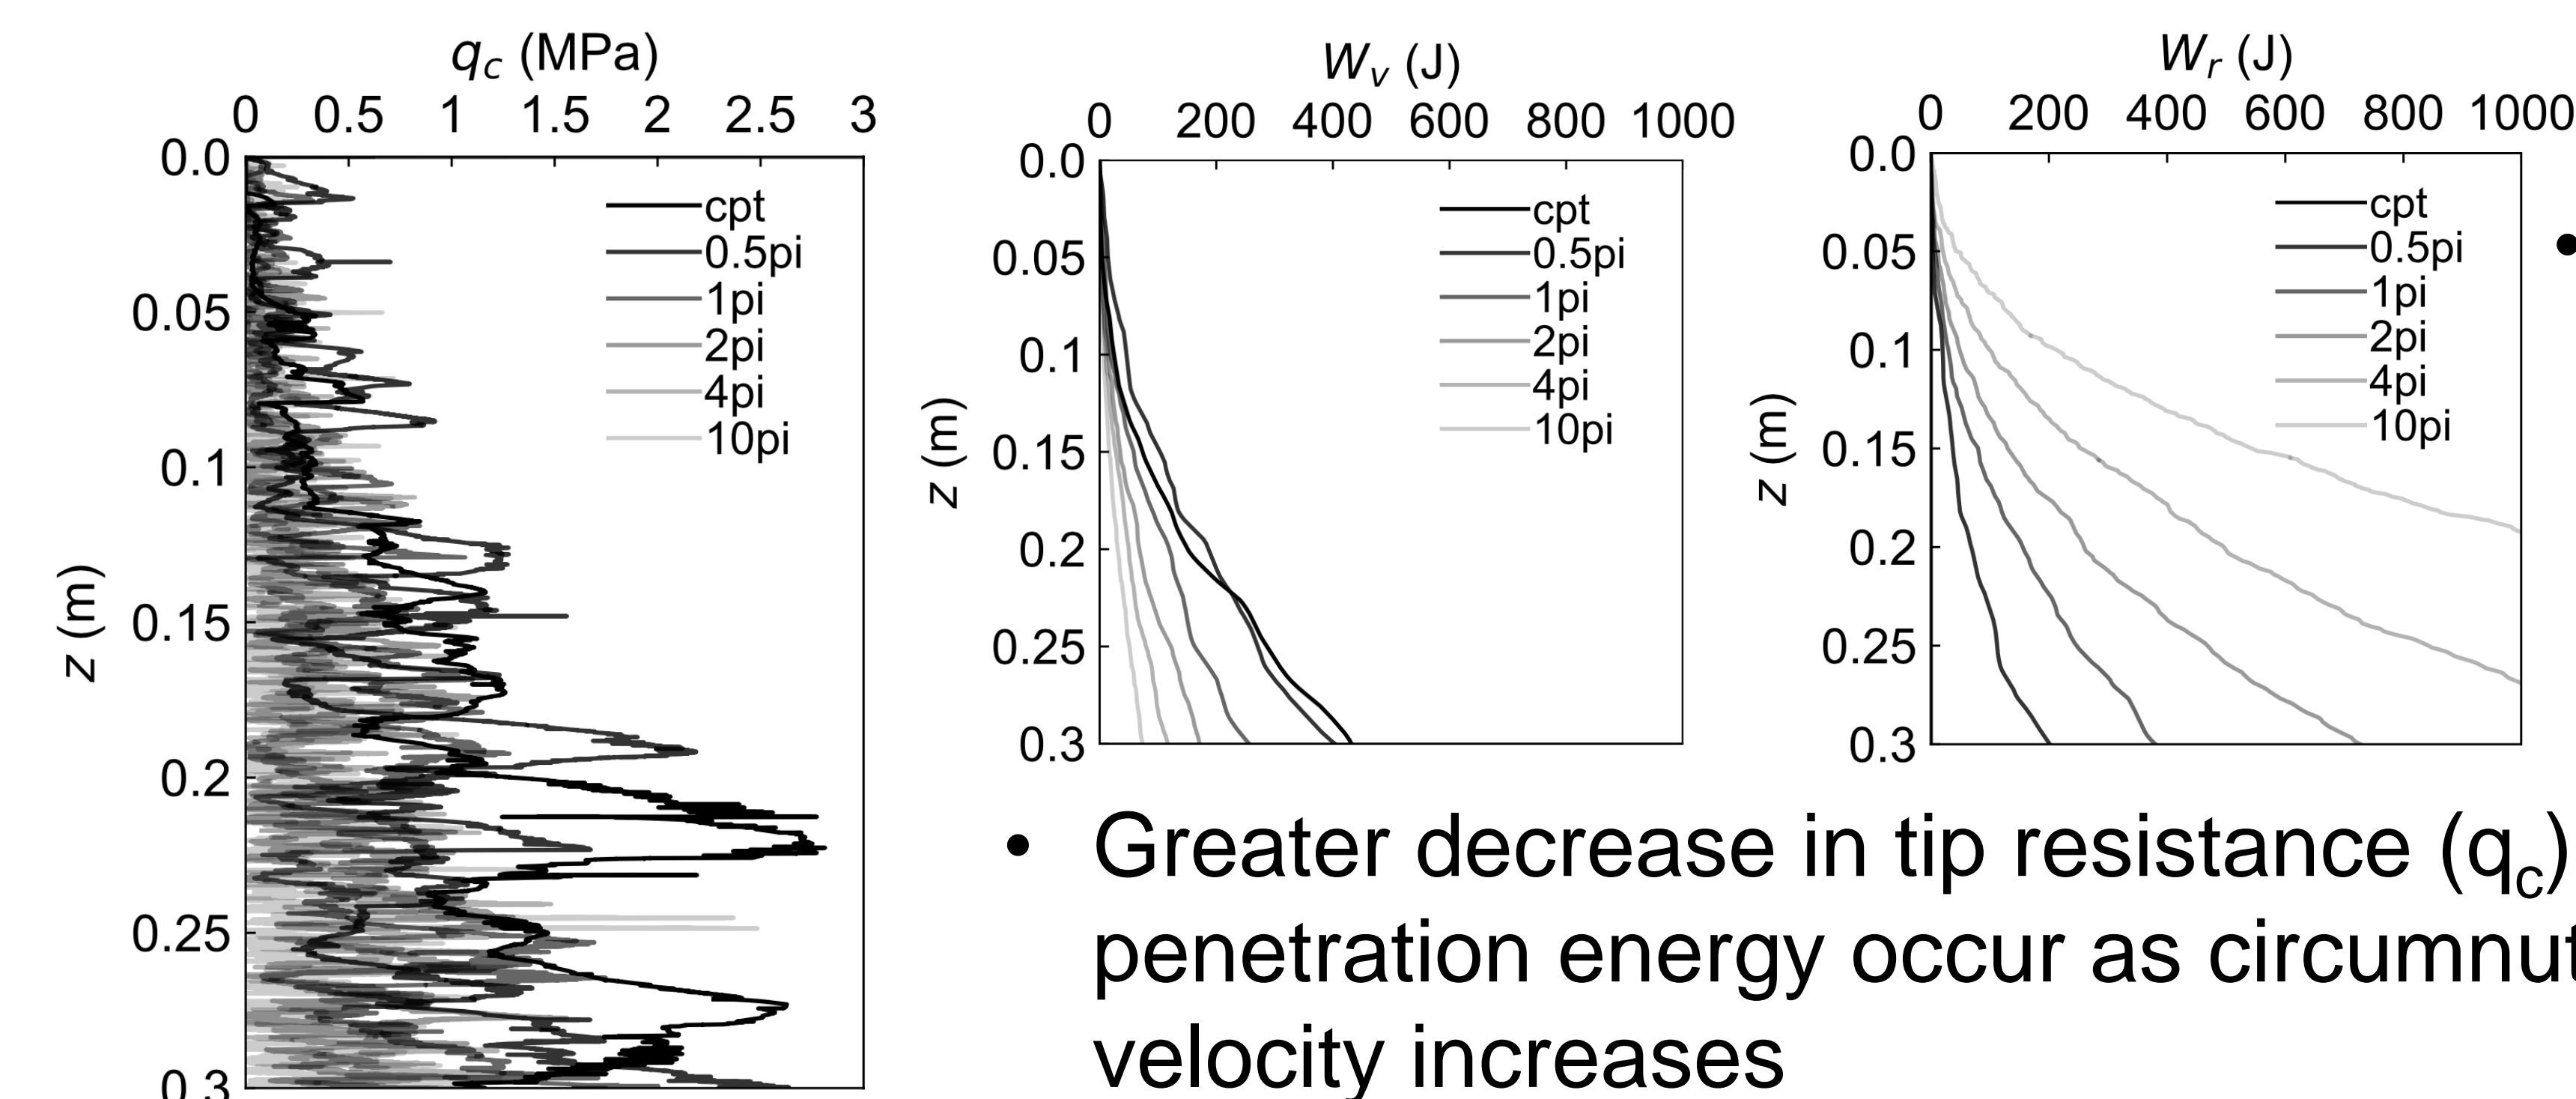 q_c (MPa)
0 0.5 1 1.5 2 2.5 3
0.0
0.05
0.1
0.15
0.2
0.25
0.3
z (m)
cpt
0.5pi
1pi
2pi
4pi
10pi
W_v (J)
0 200 400 600 800 1000
0.0
0.05
0.1
0.15
0.2
0.25
0.3
z (m)
cpt
0.5pi
1pi
2pi
4pi
10pi
W_r (J)
0 200 400 600 800 1000
0.0
0.05
0.1
0.15
0.2
0.25
0.3
z (m)
cpt
0.5pi
1pi
2pi
4pi
10pi
•
• Greater decrease in tip resistance (q_c)
penetration energy occur as circumnut
velocity increases